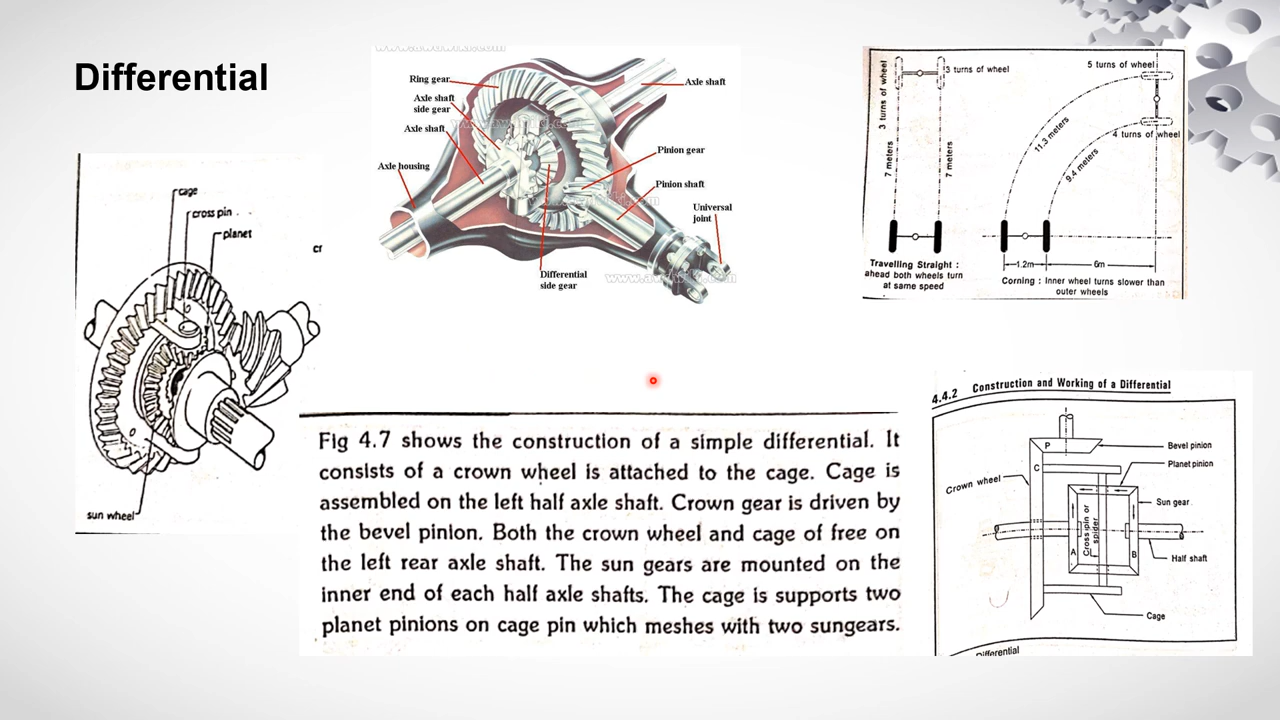 Differential
cage
cross pin
planet
cr
sun wheel
Ring gear
Axle shaft
side gear
Axle shaft
Axle housing
Axle shaft
Pinion gear
Pinion shaft
Universal
joint
Differential
side gear
www.awdwiki.com
3 turns of wheel
3 turns of wheel
7 meters
7 meters
Travelling Straight :
ahead both wheels turn
at same speed
5 turns of wheel
4 turns of wheel
11.3 meters
9.4 meters
1.2m
6m
Corning : Inner wheel turns slower than
outer wheels
Fig 4.7 shows the construction of a simple differential. It
consists of a crown wheel is attached to the cage. Cage is
assembled on the left half axle shaft. Crown gear is driven by
the bevel pinion. Both the crown wheel and cage of free on
the left rear axle shaft. The sun gears are mounted on the
inner end of each half axle shafts. The cage is supports two
planet pinions on cage pin which meshes with two sungears.
4.4.2 Construction and Working of a Differential
P
Bevel pinion
C
Planet pinion
Crown wheel
Sun gear
Cross pin or
spider
A
B
Half shaft
Cage
Differential